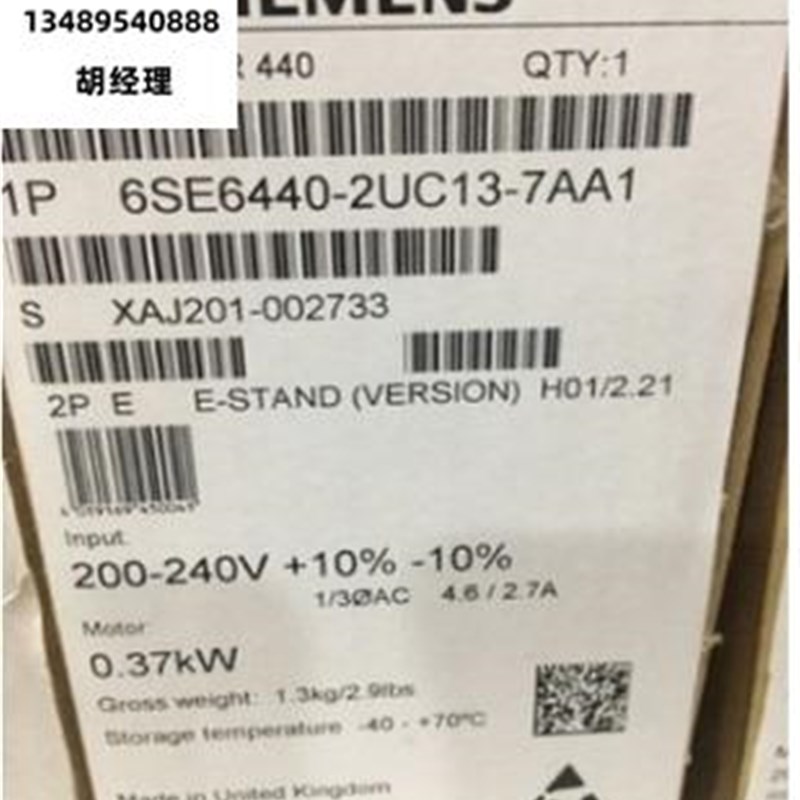 13489540888
胡经理
SIEMENS
R 440 QTY:1
1P 6SE6440-2UC13-7AA1
S XAJ201-002733
2P E E-STAND (VERSION) H01/2.21
Input
200-240V +10% -10%
1/3ØAC 4.6 / 2.7A
Motor
0.37kW
Gross weight: 1.3kg/2.9lbs
Storage temperature -40 - +70°C
Made in United Kingdom